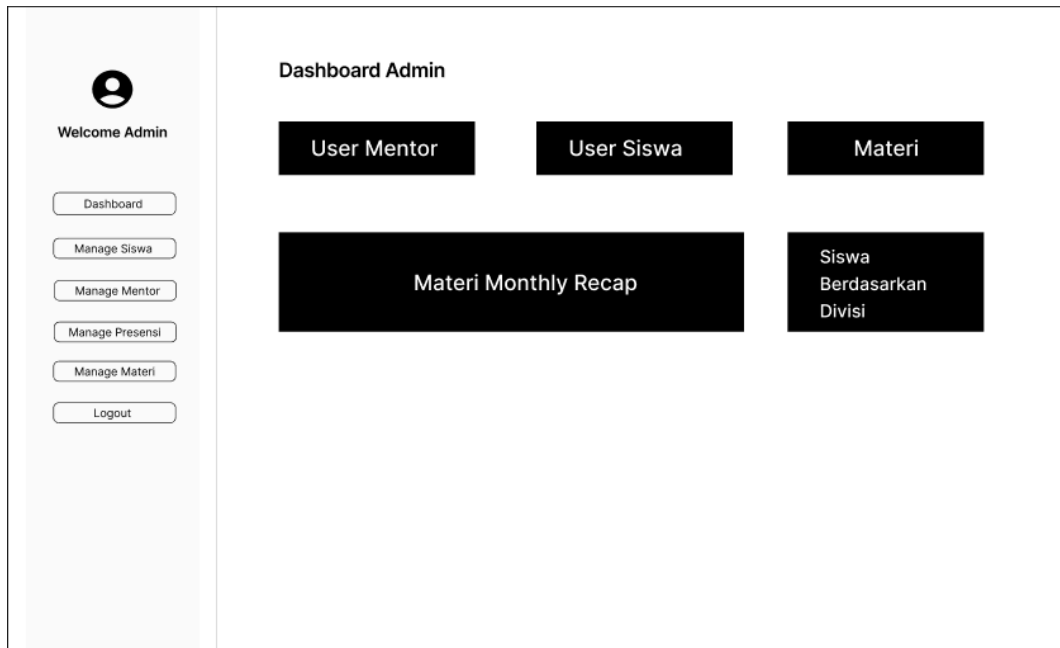 Welcome Admin
Dashboard
Manage Siswa
Manage Mentor
Manage Presensi
Manage Materi
Logout
Dashboard Admin
User Mentor
User Siswa
Materi
Materi Monthly Recap
Siswa
Berdasarkan
Divisi